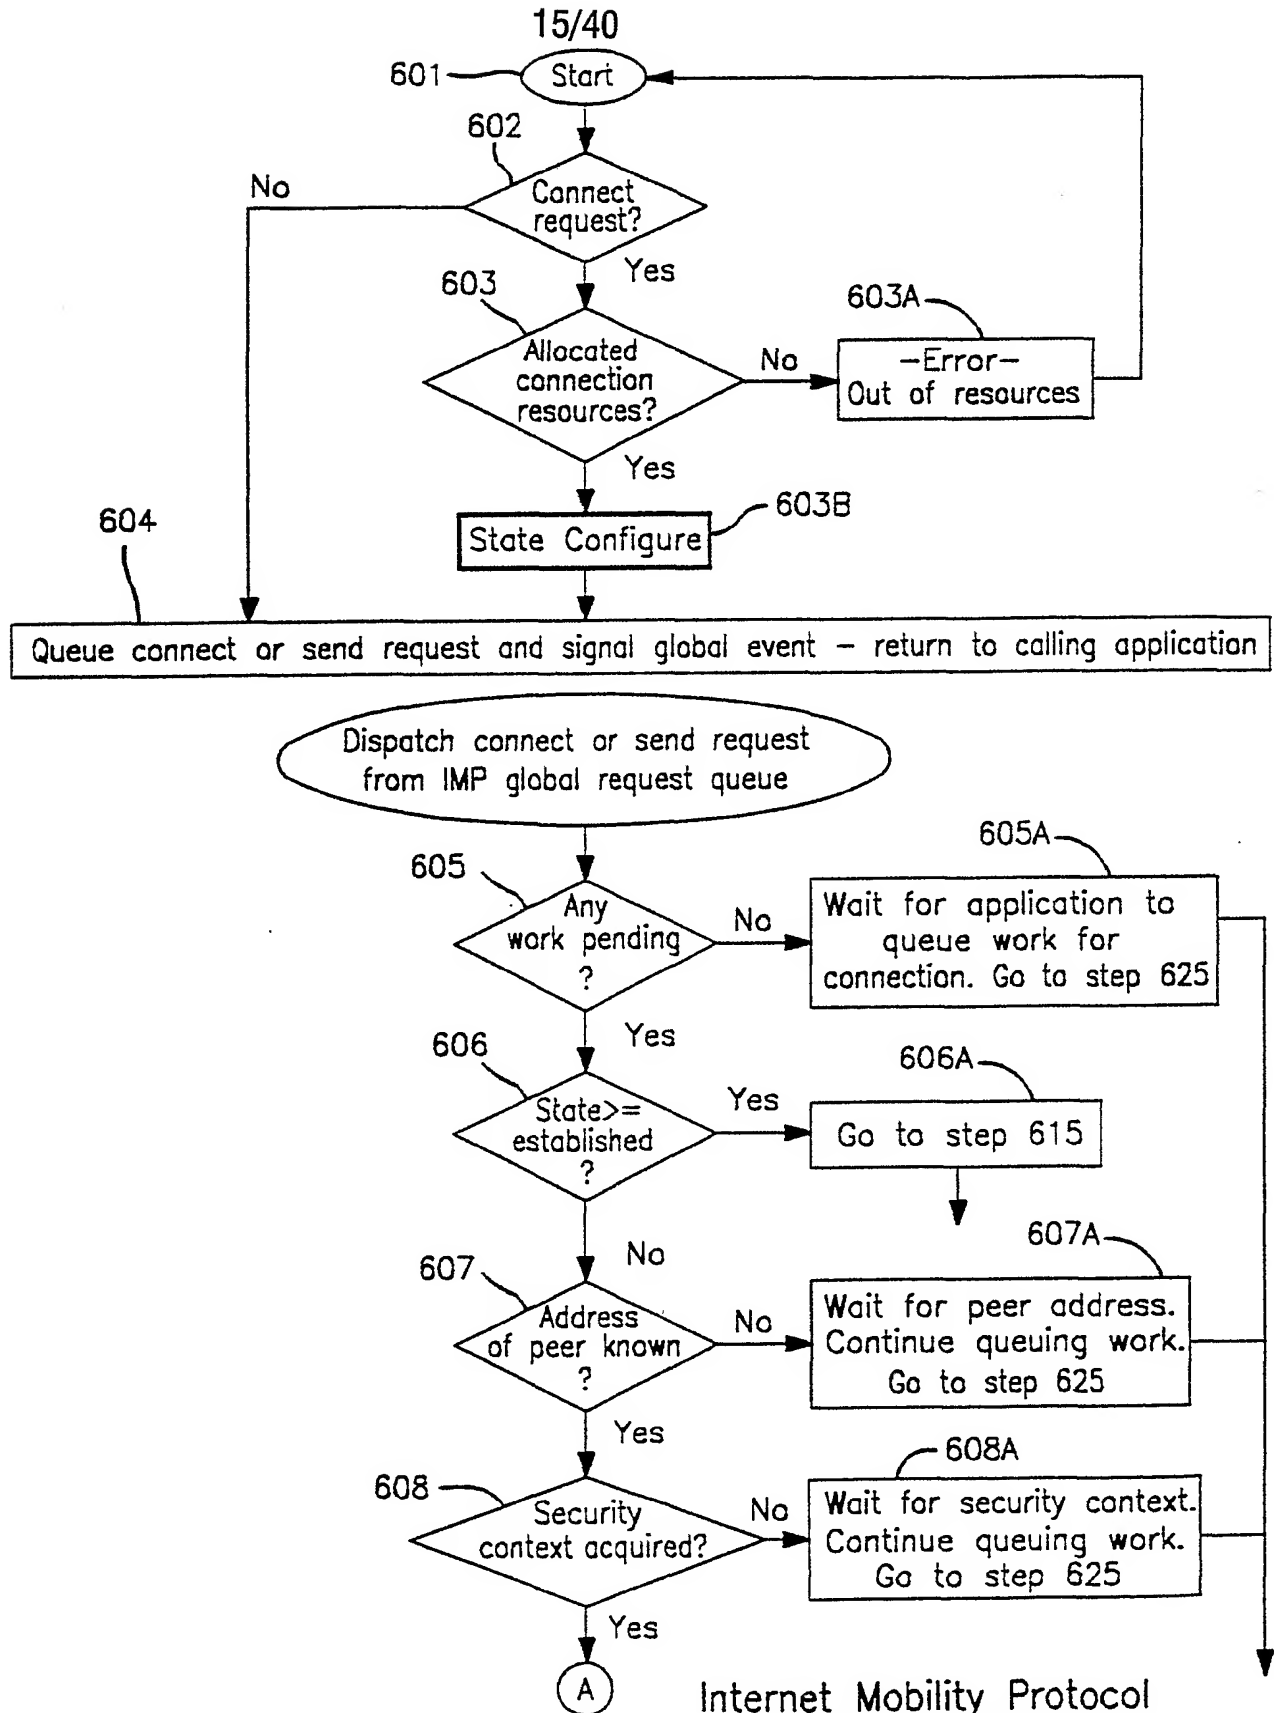 15/40
601
Start
602
No
Connect
request?
Yes
603
603A
Allocated
connection
resources?
No
-Error-
Out of resources
Yes
603B
State Configure
604
Queue connect or send request and signal global event - return to calling application
Dispatch connect or send request
from IMP global request queue
605
605A
Any
work pending
?
No
Wait for application to
queue work for
connection. Go to step 625
Yes
606
606A
State>=
established
?
Yes
Go to step 615
No
607
607A
Address
of peer known
?
No
Wait for peer address.
Continue queuing work.
Go to step 625
Yes
608
608A
Security
context acquired?
No
Wait for security context.
Continue queuing work.
Go to step 625
Yes
A
Internet Mobility Protocol